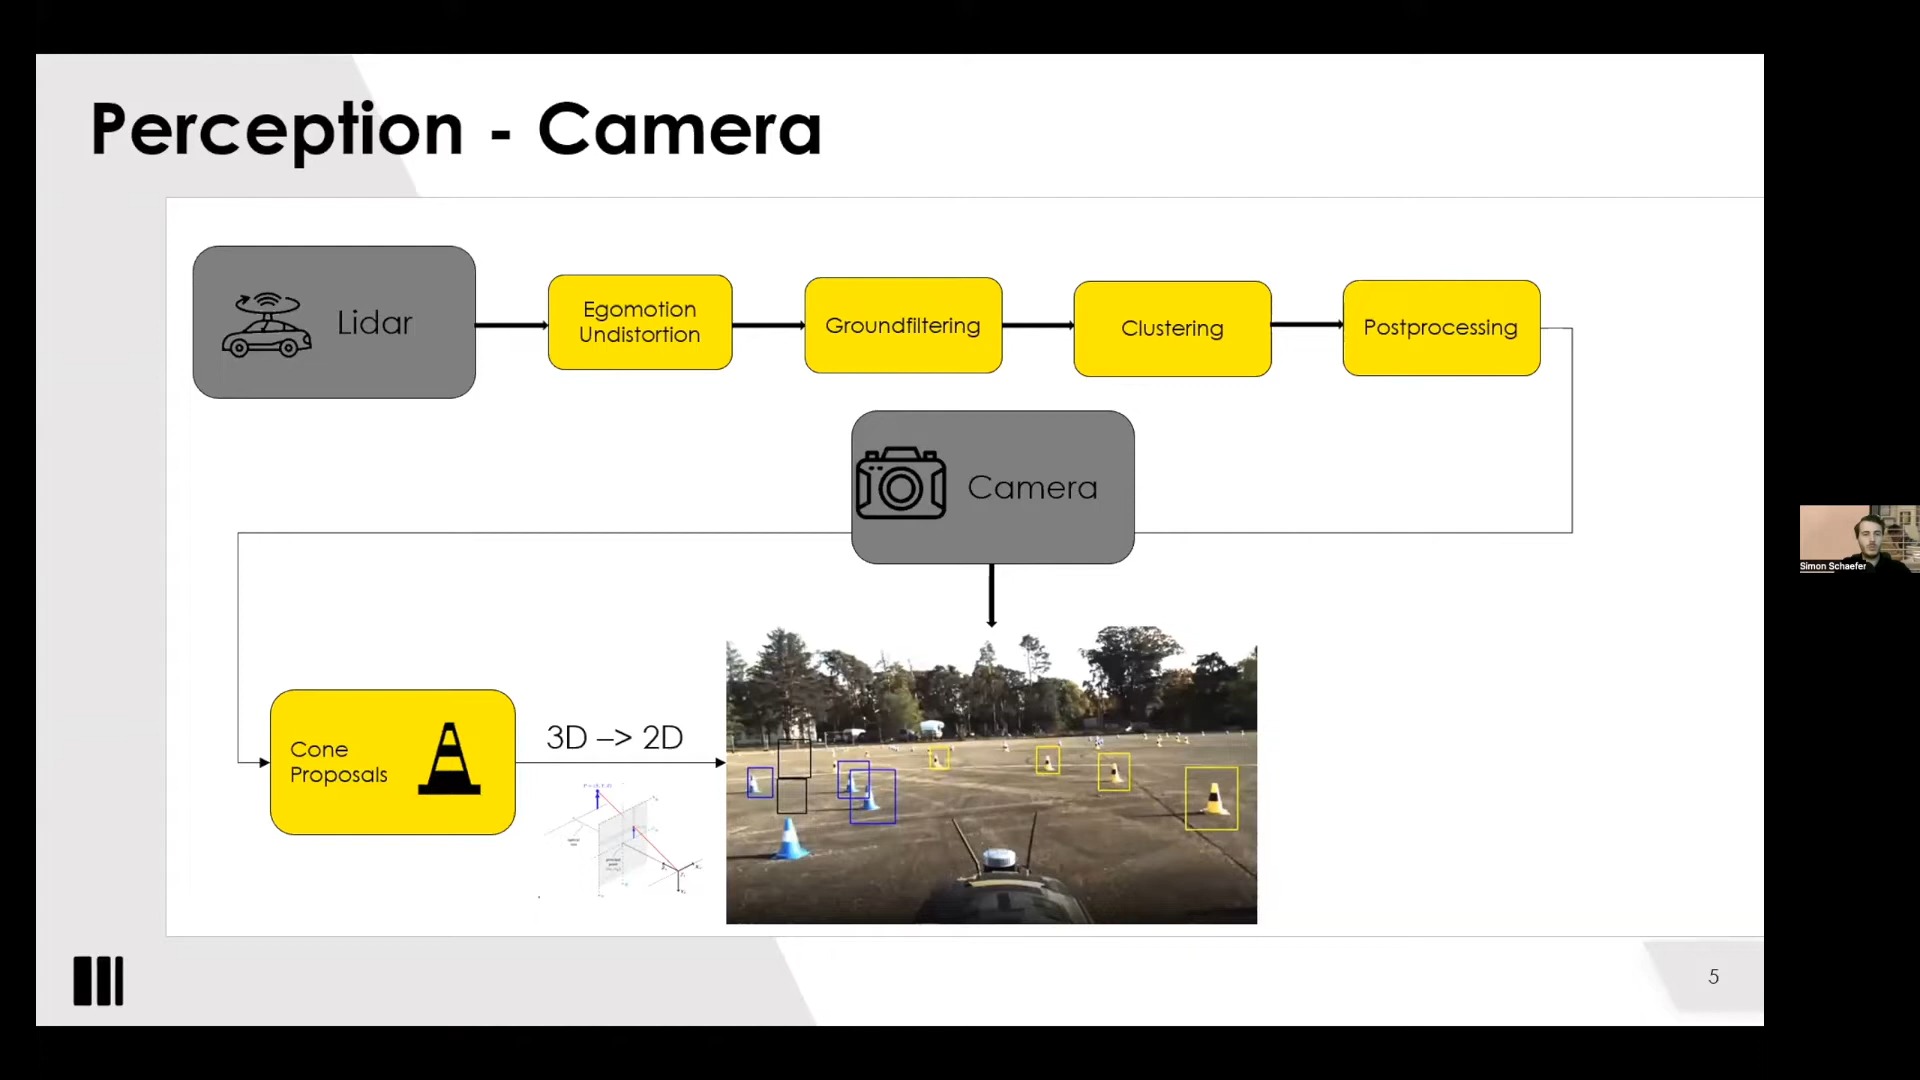 Perception - Camera
Lidar
Egomotion
Undistortion
Groundfiltering
Clustering
Postprocessing
Camera
Simon Schaefer
Cone
Proposals
3D –> 2D
5